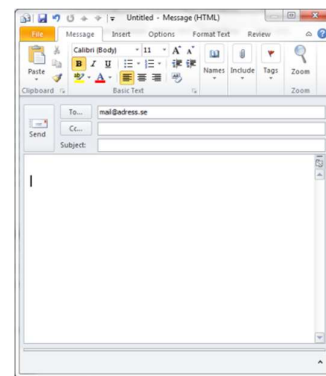 Untitled - Message (HTML)
File Message Insert Options Format Text Review
Calibri (Body) 11 A A
Paste B I U A Names Include Tags Zoom
Clipboard Basic Text Zoom
To... mail@adress.se
Send Cc...
Subject: